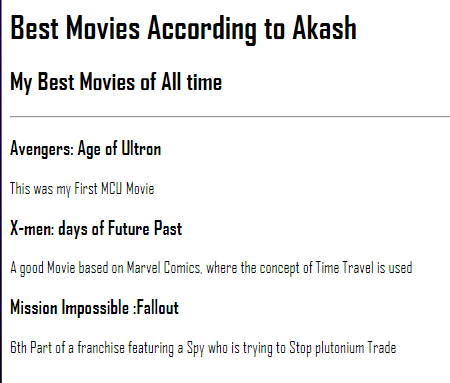 Best Movies According to Akash
My Best Movies of All time
Avengers: Age of Ultron
This was my First MCU Movie
X-men: days of Future Past
A good Movie based on Marvel Comics, where the concept of Time Travel is used
Mission Impossible :Fallout
6th Part of a franchise featuring a Spy who is trying to Stop plutonium Trade